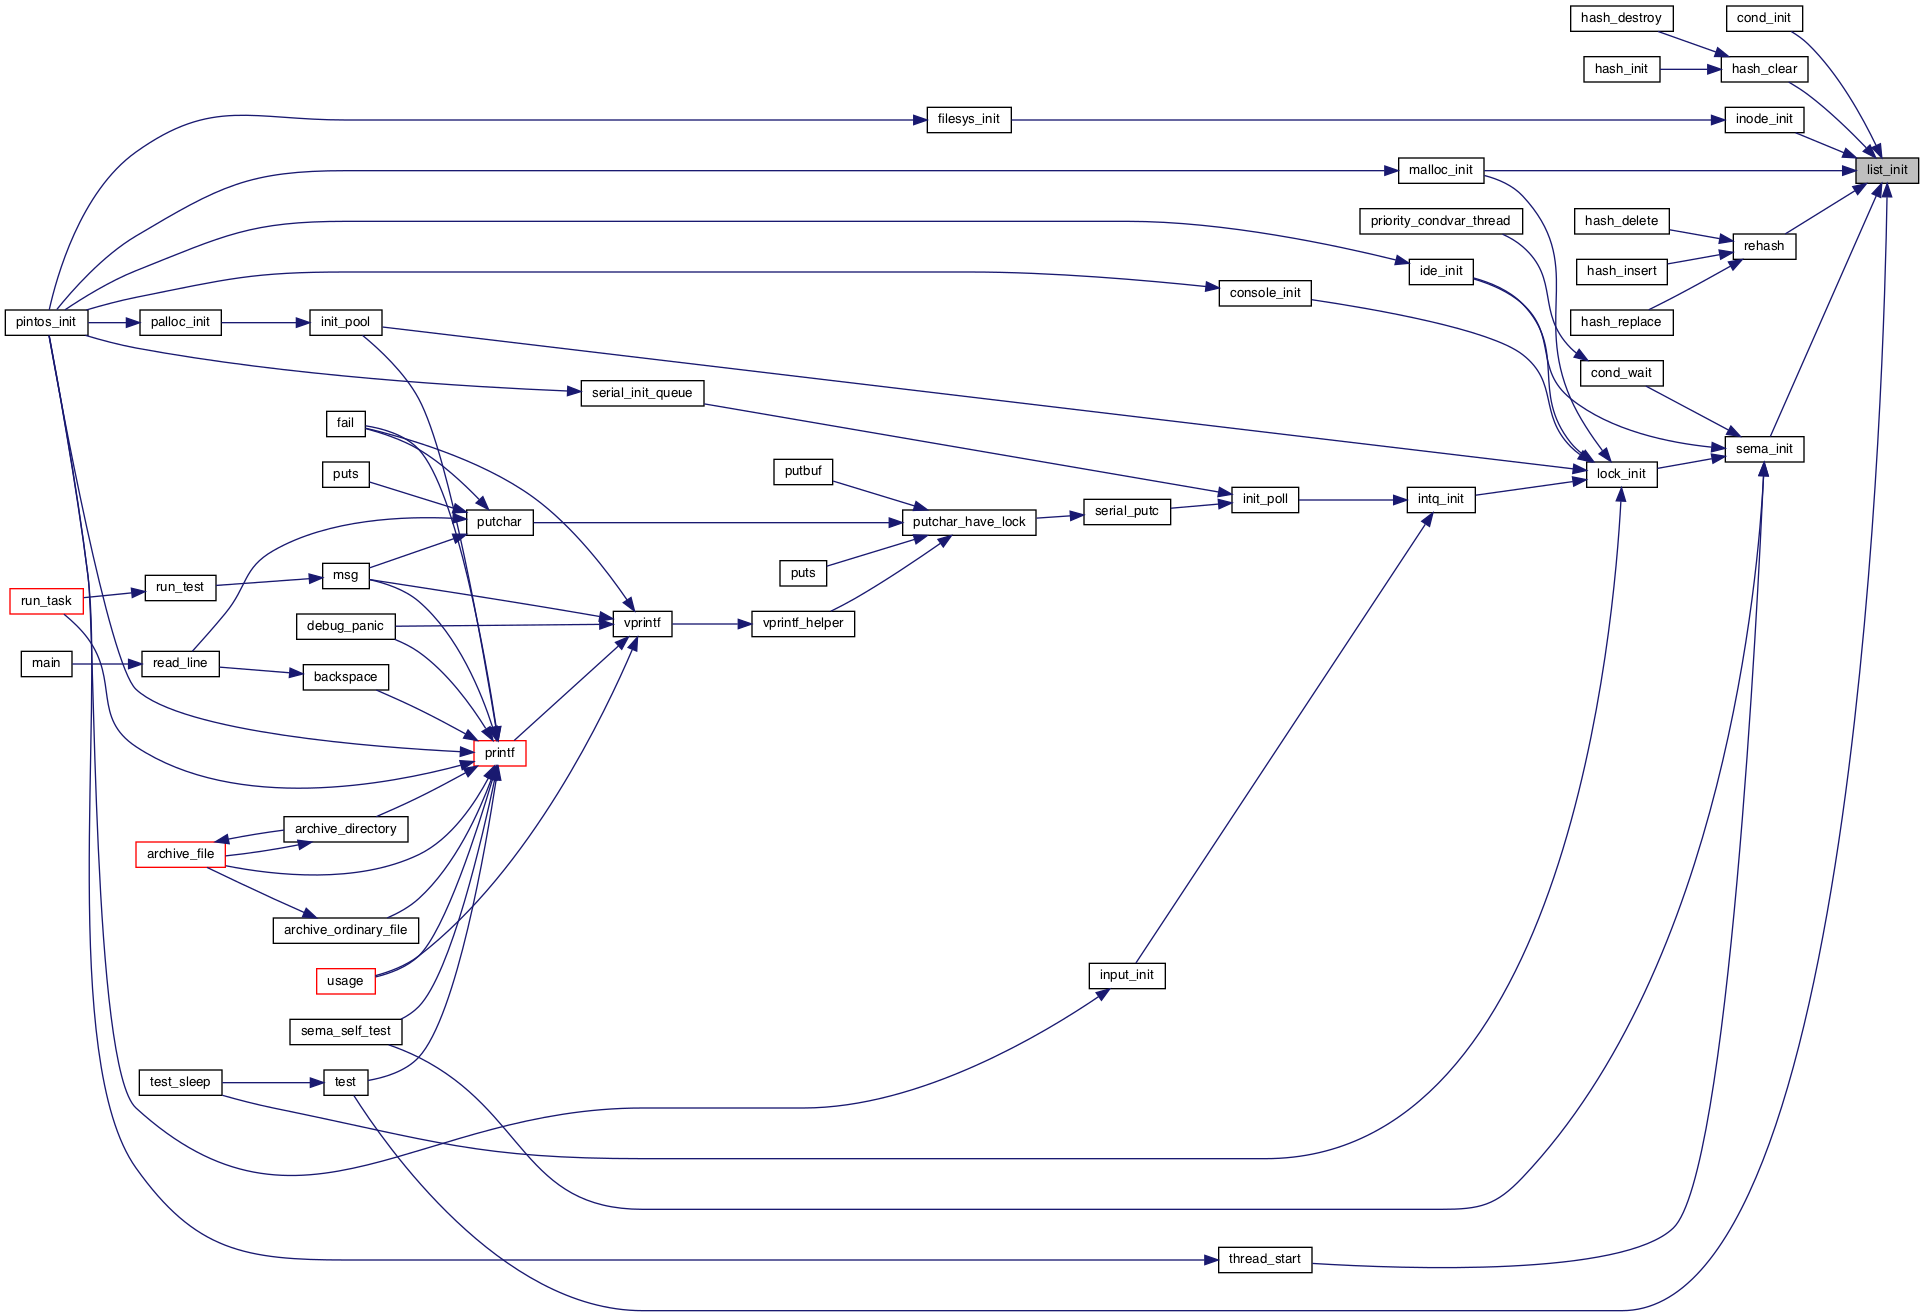 hash_destroy
cond_init
hash_init
hash_clear
filesys_init
inode_init
malloc_init
list_init
priority_condvar_thread
hash_delete
rehash
ide_init
hash_insert
console_init
pintos_init
palloc_init
init_pool
hash_replace
cond_wait
serial_init_queue
fail
sema_init
puts
putbuf
lock_init
init_poll
intq_init
serial_putc
putchar
putchar_have_lock
msg
puts
run_test
run_task
debug_panic
vprintf
vprintf_helper
main
read_line
backspace
printf
archive_directory
archive_file
archive_ordinary_file
input_init
usage
sema_self_test
test_sleep
test
thread_start